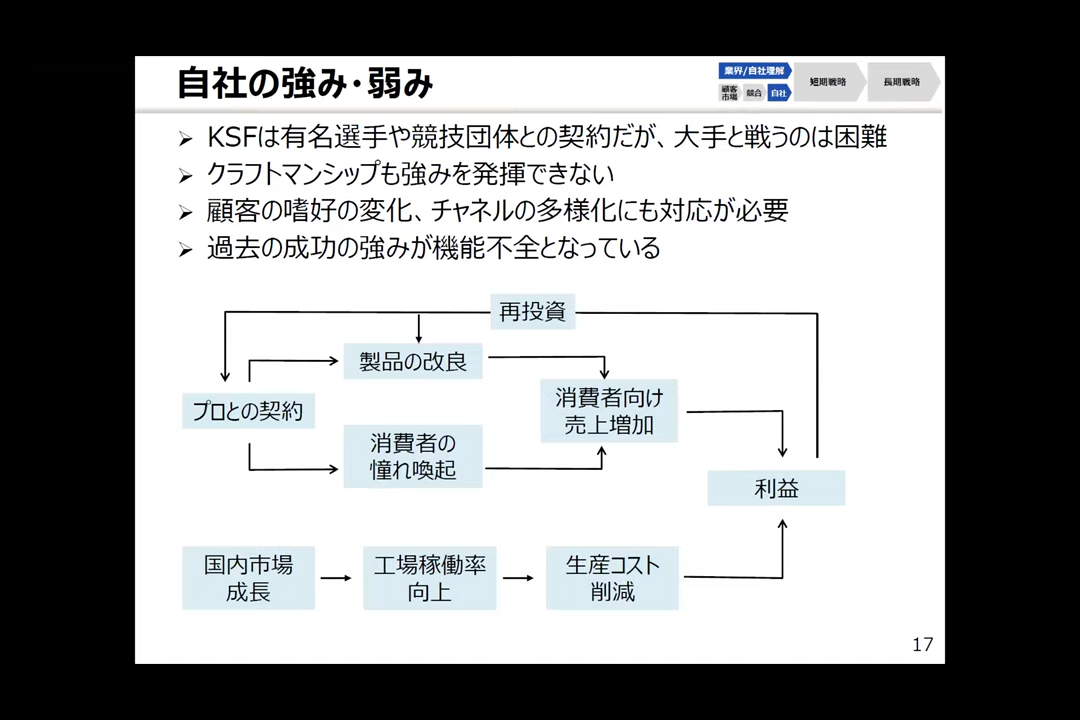 自社の強み・弱み
業界/自社理解
短期戦略
長期戦略
顧客
市場
競合
自社
➢ KSFは有名選手や競技団体との契約だが、大手と戦うのは困難
➢ クラフトマンシップも強みを発揮できない
➢ 顧客の嗜好の変化、チャネルの多様化にも対応が必要
➢ 過去の成功の強みが機能不全となっている
再投資
製品の改良
プロとの契約
消費者向け
売上増加
消費者の
憧れ喚起
利益
国内市場
成長
工場稼働率
向上
生産コスト
削減
17